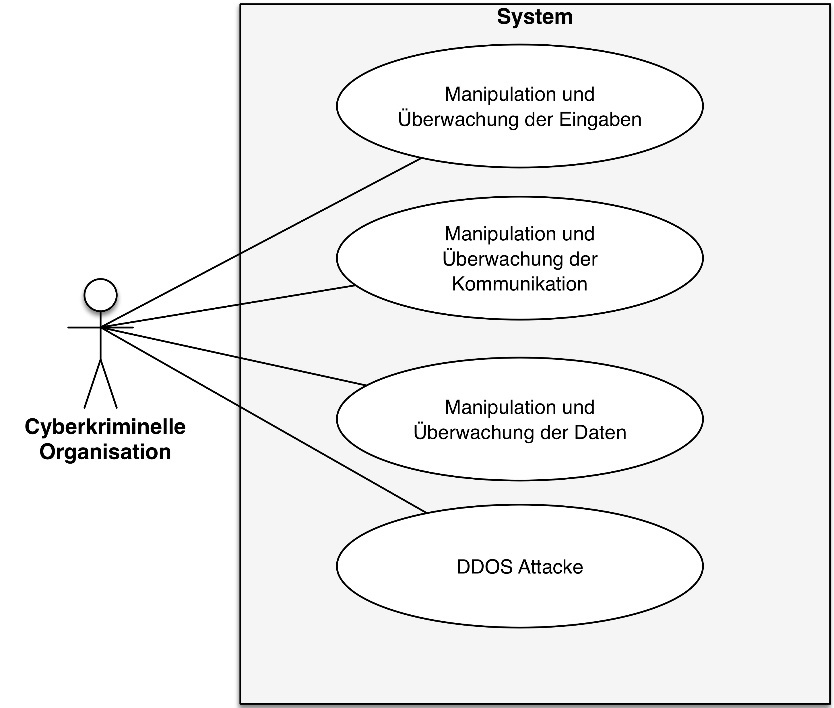 System
Manipulation und
Überwachung der Eingaben
Manipulation und
Überwachung der
Kommunikation
Cyberkriminelle
Organisation
Manipulation und
Überwachung der Daten
DDOS Attacke